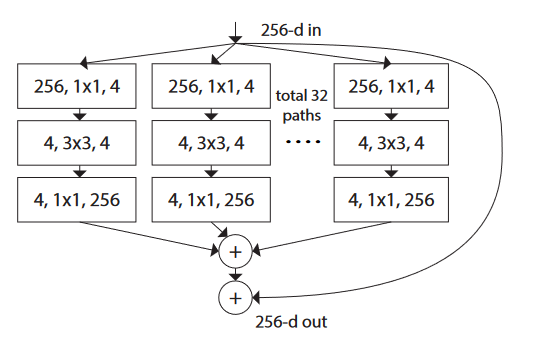 256-d in
256, 1x1, 4
256, 1x1, 4
total 32
paths
256, 1x1, 4
4, 3x3, 4
4, 3x3, 4
....
4, 3x3, 4
4, 1x1, 256
4, 1x1, 256
4, 1x1, 256
+
+
256-d out